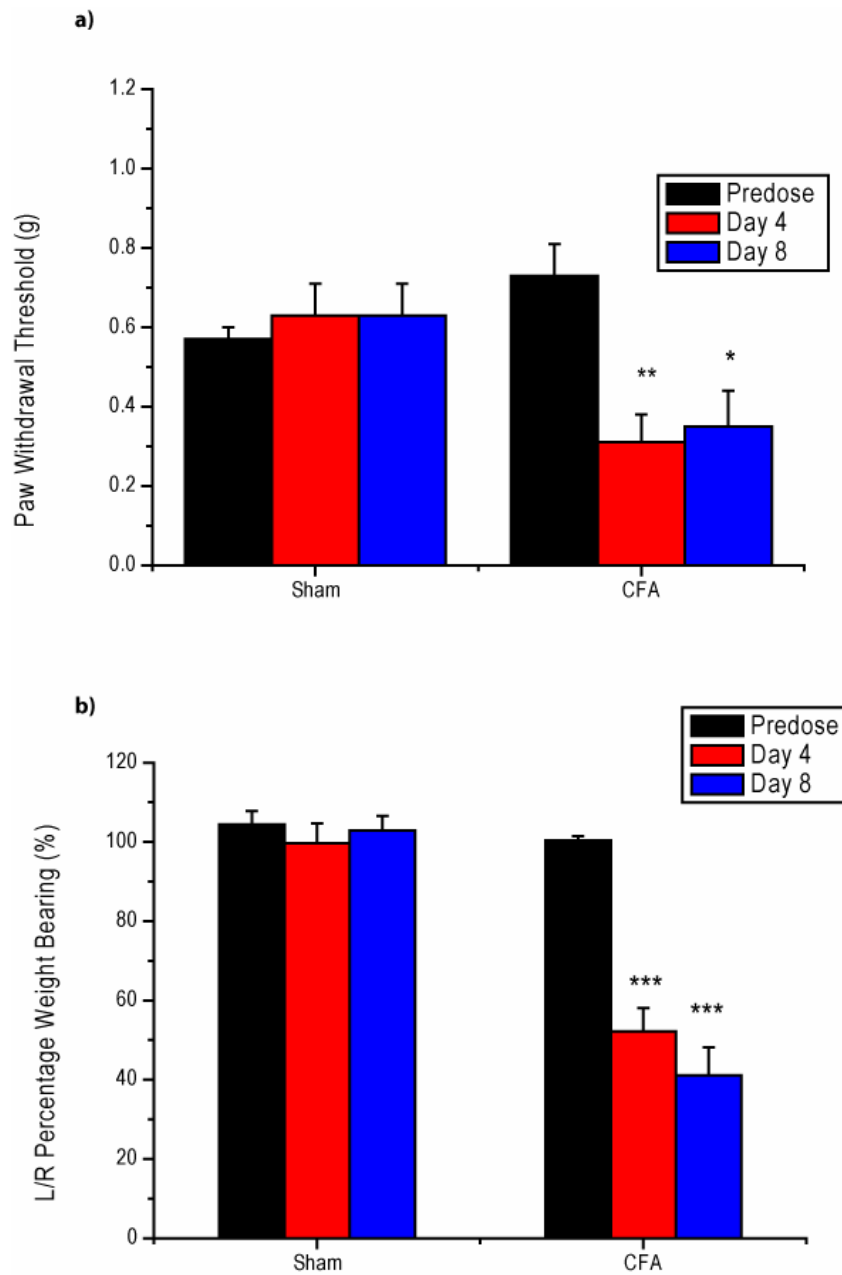 a)
1.2
1.0
0.8
0.6
0.4
0.2
0.0
Paw Withdrawal Threshold (g)
Predose
Day 4
Day 8
**
*
Sham
CFA
b)
120
100
80
60
40
20
0
L/R Percentage Weight Bearing (%)
Predose
Day 4
Day 8
***
***
Sham
CFA